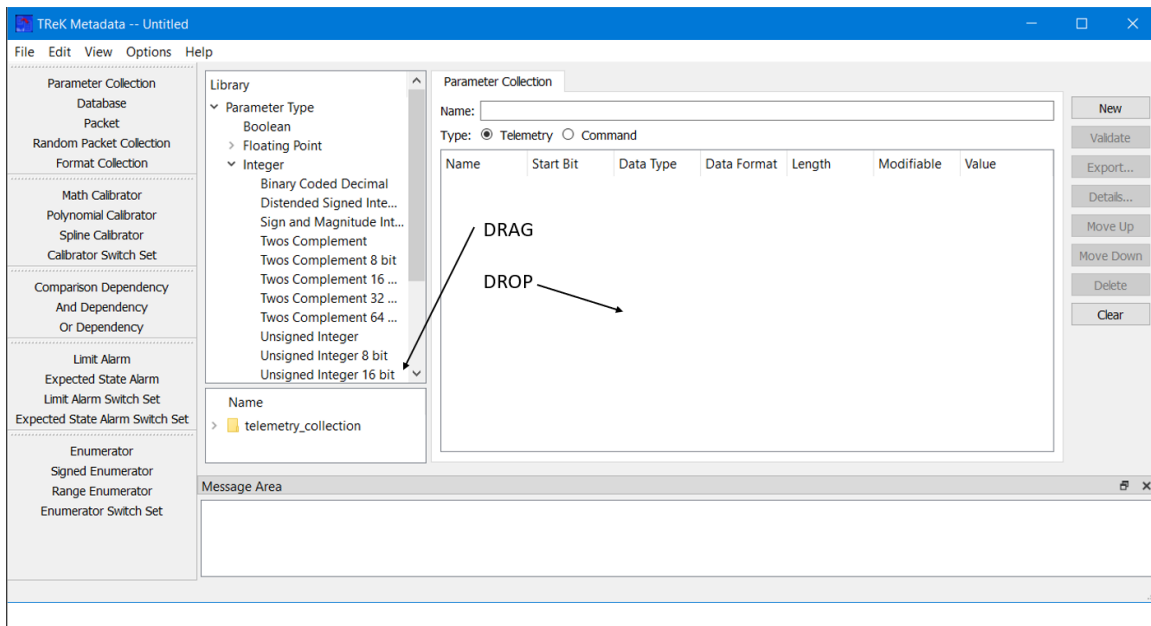 TReK Metadata -- Untitled
File Edit View Options Help
Parameter Collection
Database
Packet
Random Packet Collection
Format Collection
Math Calibrator
Polynomial Calibrator
Spline Calibrator
Calibrator Switch Set
Comparison Dependency
And Dependency
Or Dependency
Limit Alarm
Expected State Alarm
Limit Alarm Switch Set
Expected State Alarm Switch Set
Enumerator
Signed Enumerator
Range Enumerator
Enumerator Switch Set
Library
Parameter Type
Boolean
Floating Point
Integer
Binary Coded Decimal
Distended Signed Inte...
Sign and Magnitude Int...
Twos Complement
Twos Complement 8 bit
Twos Complement 16 ...
Twos Complement 32 ...
Twos Complement 64 ...
Unsigned Integer
Unsigned Integer 8 bit
Unsigned Integer 16 bit
Name
telemetry_collection
Parameter Collection
Name:
Type: Telemetry Command
Name Start Bit Data Type Data Format Length Modifiable Value
DRAG
DROP
New
Validate
Export...
Details...
Move Up
Move Down
Delete
Clear
Message Area